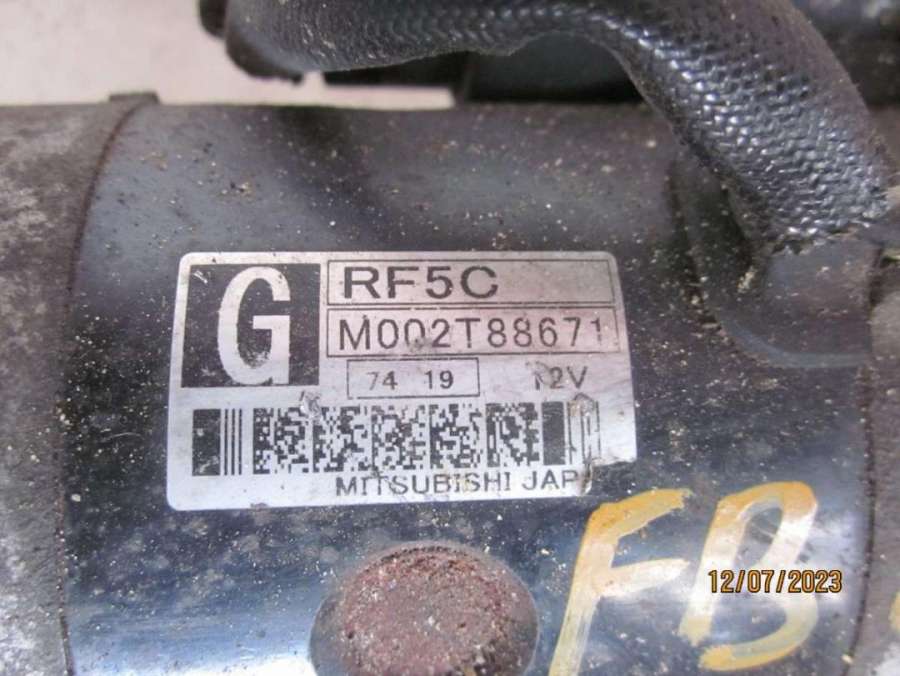 G
RF5C
M002T88671
74 19
12V
MITSUBISHI JAP
FB
12/07/2023